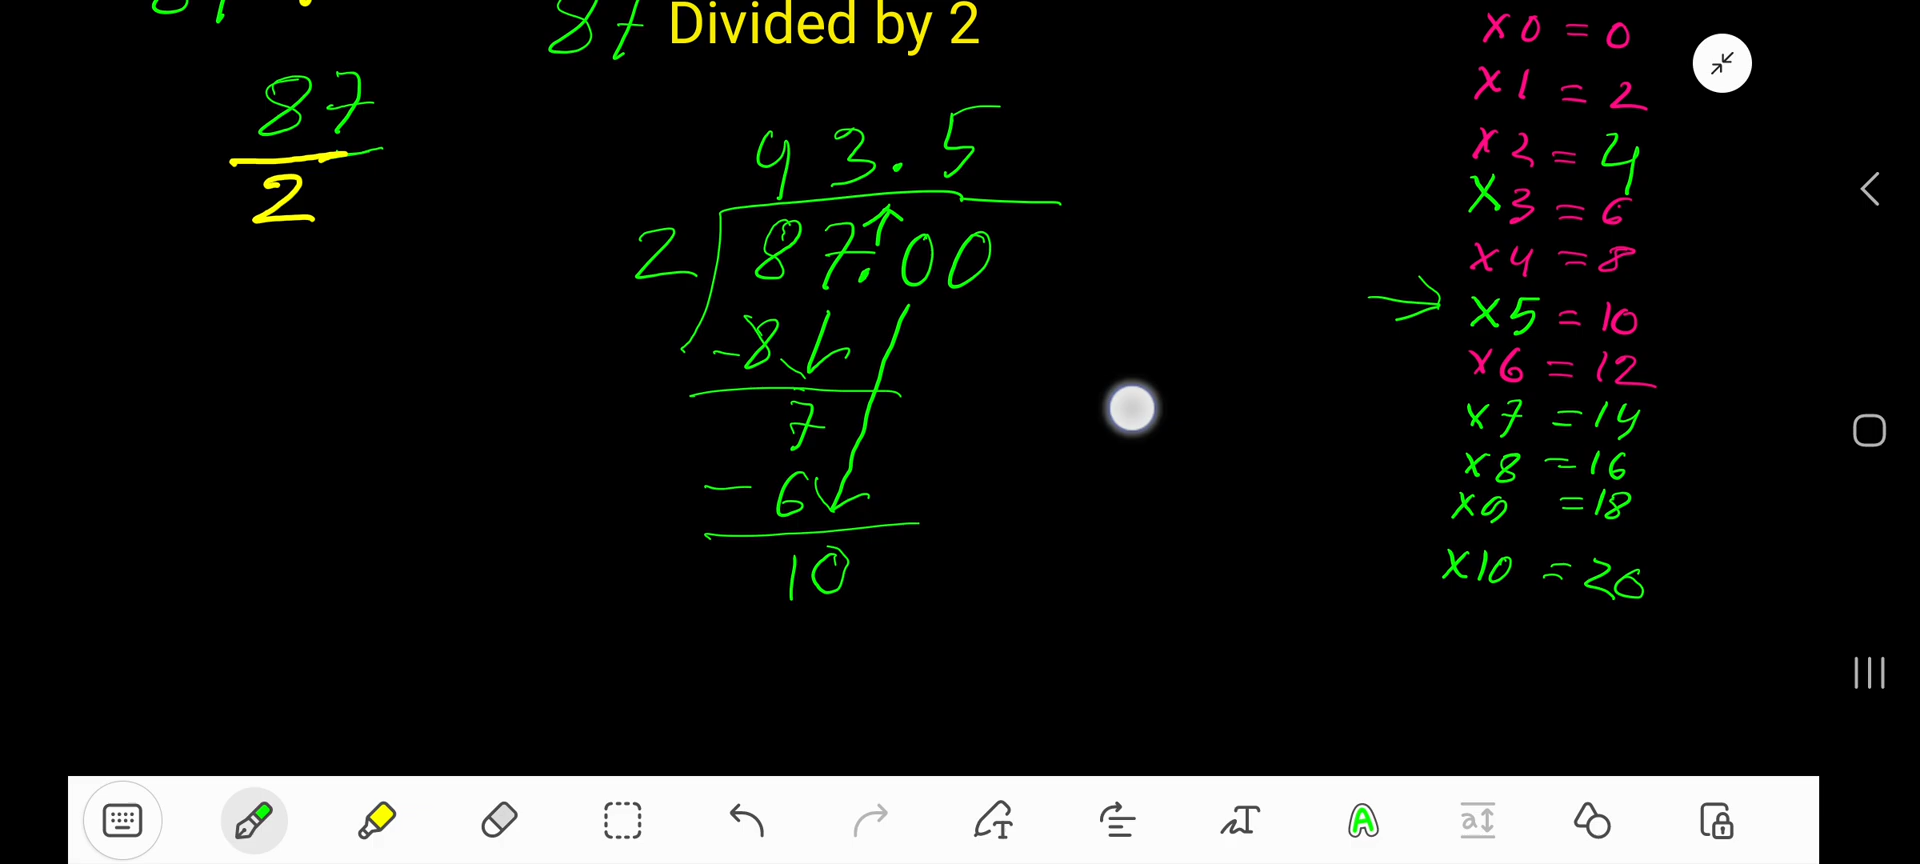 87 Divided by 2
87
2
43.5
2 87.00
-8
7
- 6
10
x0 = 0
x1 = 2
x2 = 4
x3 = 6
x4 = 8
x5 = 10
x6 = 12
x7 = 14
x8 = 16
x9 = 18
x10 = 20
T
T
A
a